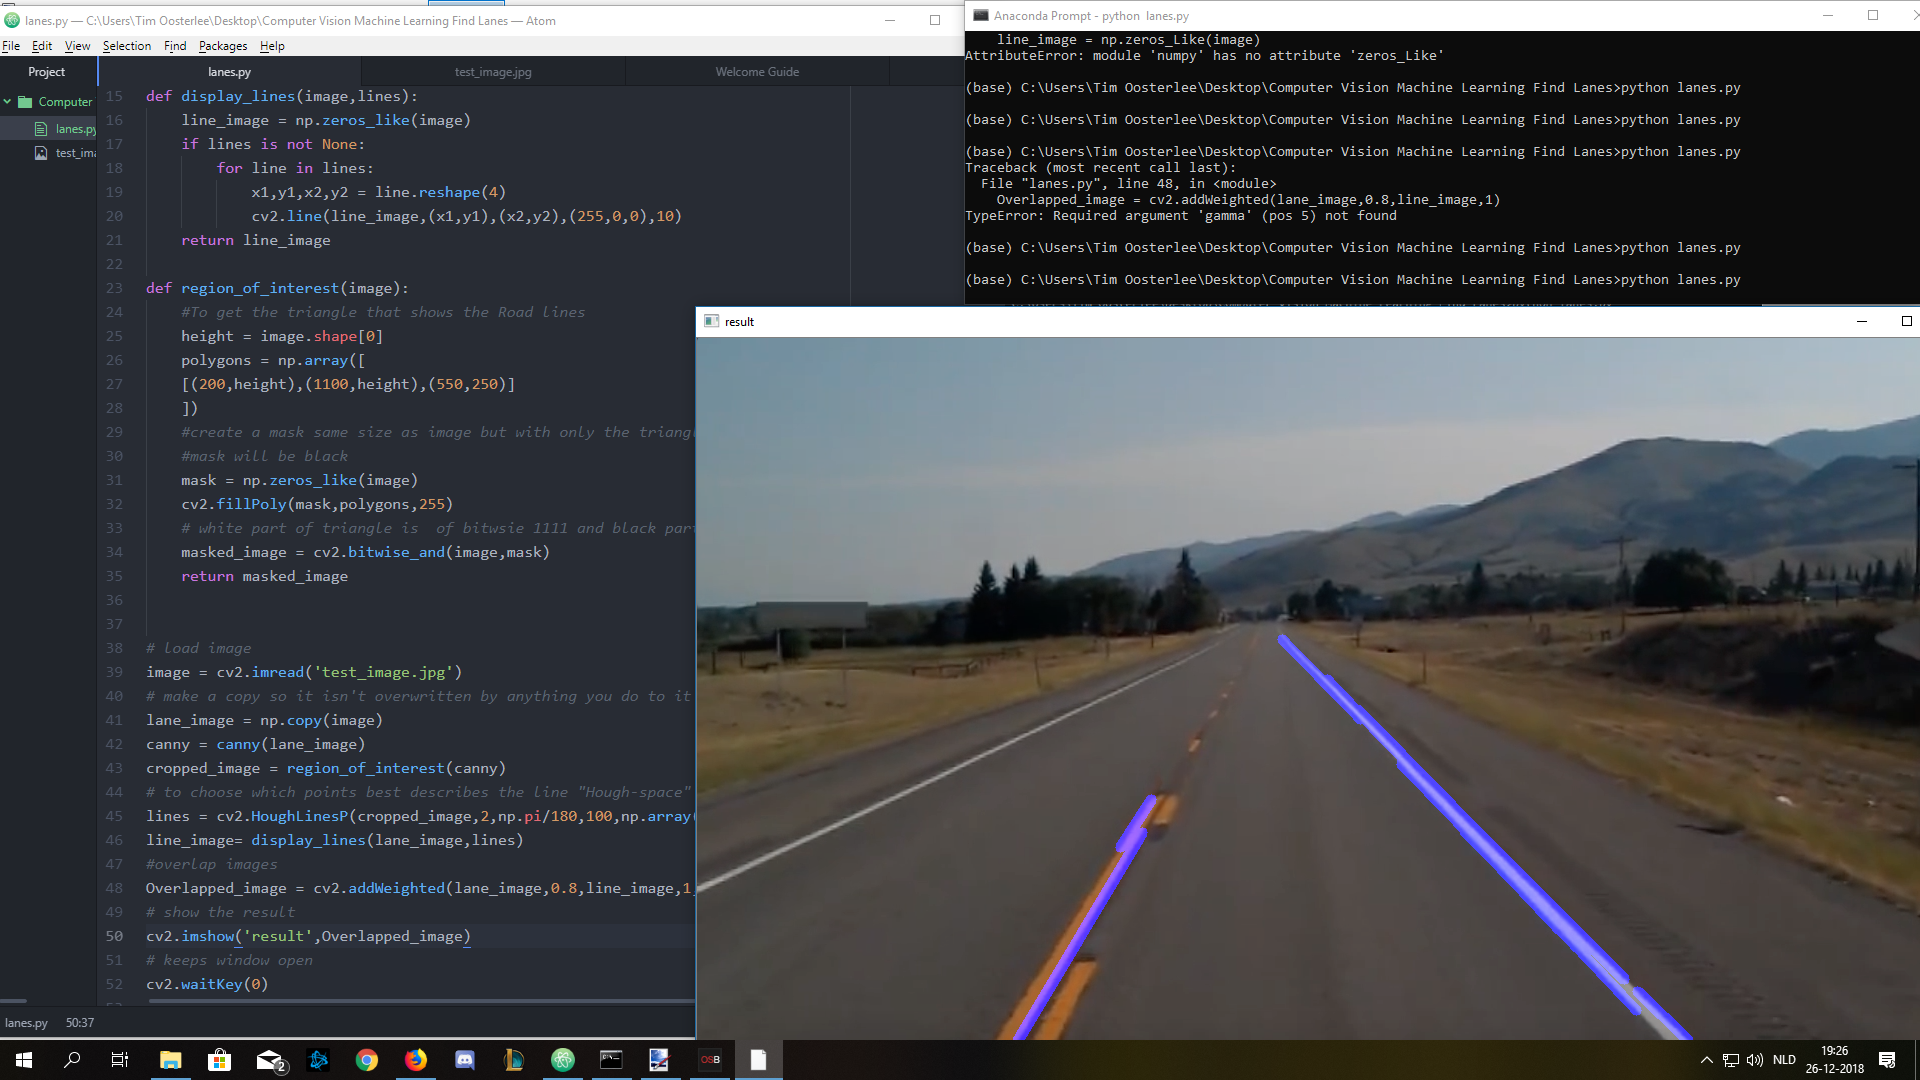 lanes.py — C:\Users\Tim Oosterlee\Desktop\Computer Vision Machine Learning Find Lanes — Atom
File Edit View Selection Find Packages Help
Project
Computer
lanes.py
test_ima
lanes.py test_image.jpg Welcome Guide
15 def display_lines(image,lines):
16 line_image = np.zeros_like(image)
17 if lines is not None:
18 for line in lines:
19 x1,y1,x2,y2 = line.reshape(4)
20 cv2.line(line_image,(x1,y1),(x2,y2),(255,0,0),10)
21 return line_image
22
23 def region_of_interest(image):
24 #To get the triangle that shows the Road lines
25 height = image.shape[0]
26 polygons = np.array([
27 [(200,height),(1100,height),(550,250)]
28 ])
29 #create a mask same size as image but with only the triangl
30 #mask will be black
31 mask = np.zeros_like(image)
32 cv2.fillPoly(mask,polygons,255)
33 # white part of triangle is  of bitwsie 1111 and black par
34 masked_image = cv2.bitwise_and(image,mask)
35 return masked_image
36
37
38 # load image
39 image = cv2.imread('test_image.jpg')
40 # make a copy so it isn't overwritten by anything you do to it
41 lane_image = np.copy(image)
42 canny = canny(lane_image)
43 cropped_image = region_of_interest(canny)
44 # to choose which points best describes the line "Hough-space"
45 lines = cv2.HoughLinesP(cropped_image,2,np.pi/180,100,np.array(
46 line_image= display_lines(lane_image,lines)
47 #overlap images
48 Overlapped_image = cv2.addWeighted(lane_image,0.8,line_image,1
49 # show the result
50 cv2.imshow('result',Overlapped_image)
51 # keeps window open
52 cv2.waitKey(0)
lanes.py 50:37
Anaconda Prompt - python  lanes.py
line_image = np.zeros_Like(image)
AttributeError: module 'numpy' has no attribute 'zeros_Like'
(base) C:\Users\Tim Oosterlee\Desktop\Computer Vision Machine Learning Find Lanes>python lanes.py
(base) C:\Users\Tim Oosterlee\Desktop\Computer Vision Machine Learning Find Lanes>python lanes.py
(base) C:\Users\Tim Oosterlee\Desktop\Computer Vision Machine Learning Find Lanes>python lanes.py
Traceback (most recent call last):
File "lanes.py", line 48, in <module>
Overlapped_image = cv2.addWeighted(lane_image,0.8,line_image,1)
TypeError: Required argument 'gamma' (pos 5) not found
(base) C:\Users\Tim Oosterlee\Desktop\Computer Vision Machine Learning Find Lanes>python lanes.py
(base) C:\Users\Tim Oosterlee\Desktop\Computer Vision Machine Learning Find Lanes>python lanes.py
result
2
OSB
NLD
19:26
26-12-2018